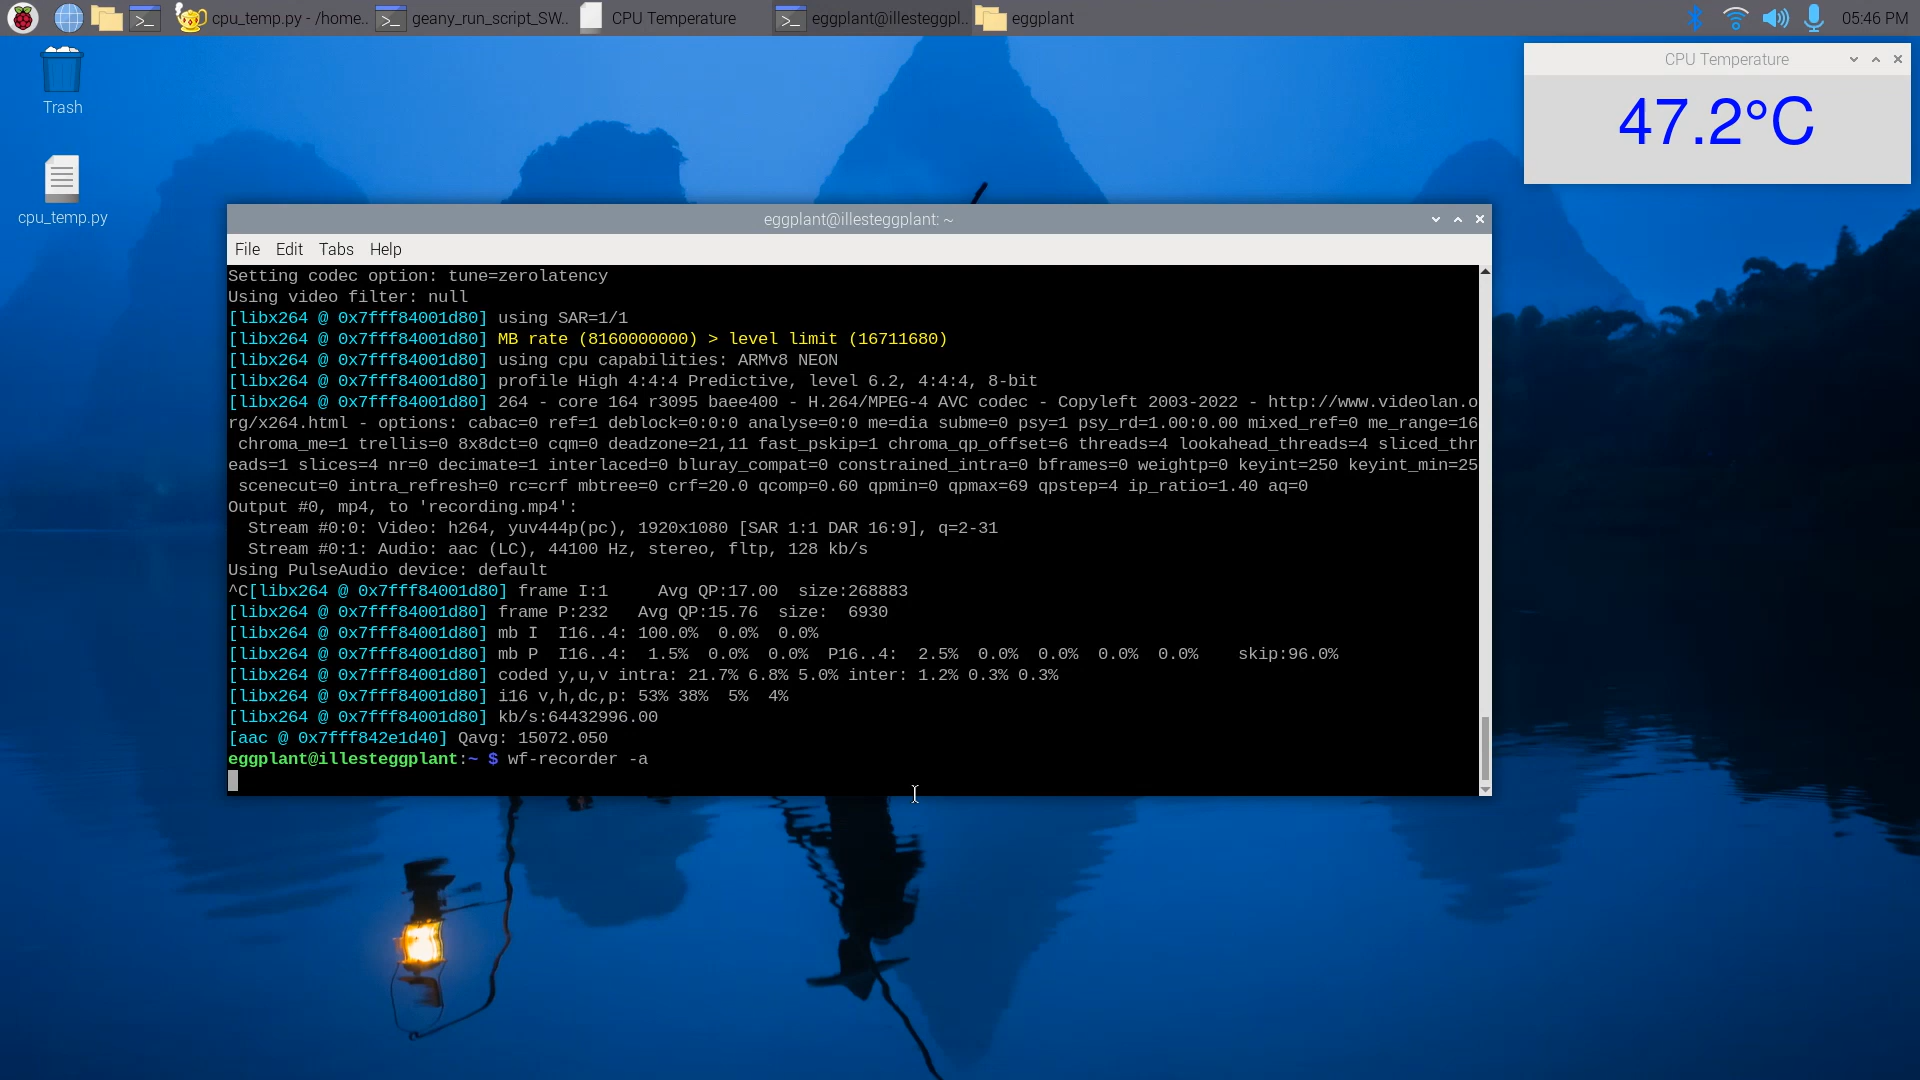 cpu_temp.py - /home..
geany_run_script_SW..
CPU Temperature
eggplant@illesteggpl..
eggplant
05:46 PM
Trash
cpu_temp.py
CPU Temperature
47.2°C
eggplant@illesteggplant: ~
File Edit Tabs Help
Setting codec option: tune=zerolatency
Using video filter: null
[libx264 @ 0x7fff84001d80] using SAR=1/1
[libx264 @ 0x7fff84001d80] MB rate (8160000000) > level limit (16711680)
[libx264 @ 0x7fff84001d80] using cpu capabilities: ARMv8 NEON
[libx264 @ 0x7fff84001d80] profile High 4:4:4 Predictive, level 6.2, 4:4:4, 8-bit
[libx264 @ 0x7fff84001d80] 264 - core 164 r3095 baee400 - H.264/MPEG-4 AVC codec - Copyleft 2003-2022 - http://www.videolan.o
rg/x264.html - options: cabac=0 ref=1 deblock=0:0:0 analyse=0:0 me=dia subme=0 psy=1 psy_rd=1.00:0.00 mixed_ref=0 me_range=16
chroma_me=1 trellis=0 8x8dct=0 cqm=0 deadzone=21,11 fast_pskip=1 chroma_qp_offset=6 threads=4 lookahead_threads=4 sliced_thr
eads=1 slices=4 nr=0 decimate=1 interlaced=0 bluray_compat=0 constrained_intra=0 bframes=0 weightp=0 keyint=250 keyint_min=25
scenecut=0 intra_refresh=0 rc=crf mbtree=0 crf=20.0 qcomp=0.60 qpmin=0 qpmax=69 qpstep=4 ip_ratio=1.40 aq=0
Output #0, mp4, to 'recording.mp4':
Stream #0:0: Video: h264, yuv444p(pc), 1920x1080 [SAR 1:1 DAR 16:9], q=2-31
Stream #0:1: Audio: aac (LC), 44100 Hz, stereo, fltp, 128 kb/s
Using PulseAudio device: default
^C[libx264 @ 0x7fff84001d80] frame I:1     Avg QP:17.00  size:268883
[libx264 @ 0x7fff84001d80] frame P:232   Avg QP:15.76  size:  6930
[libx264 @ 0x7fff84001d80] mb I  I16..4: 100.0%  0.0%  0.0%
[libx264 @ 0x7fff84001d80] mb P  I16..4:  1.5%  0.0%  0.0%  P16..4:  2.5%  0.0%  0.0%  0.0%  0.0%    skip:96.0%
[libx264 @ 0x7fff84001d80] coded y,u,v intra: 21.7% 6.8% 5.0% inter: 1.2% 0.3% 0.3%
[libx264 @ 0x7fff84001d80] i16 v,h,dc,p: 53% 38%  5%  4%
[libx264 @ 0x7fff84001d80] kb/s:64432996.00
[aac @ 0x7fff842e1d40] Qavg: 15072.050
eggplant@illesteggplant:~ $ wf-recorder -a